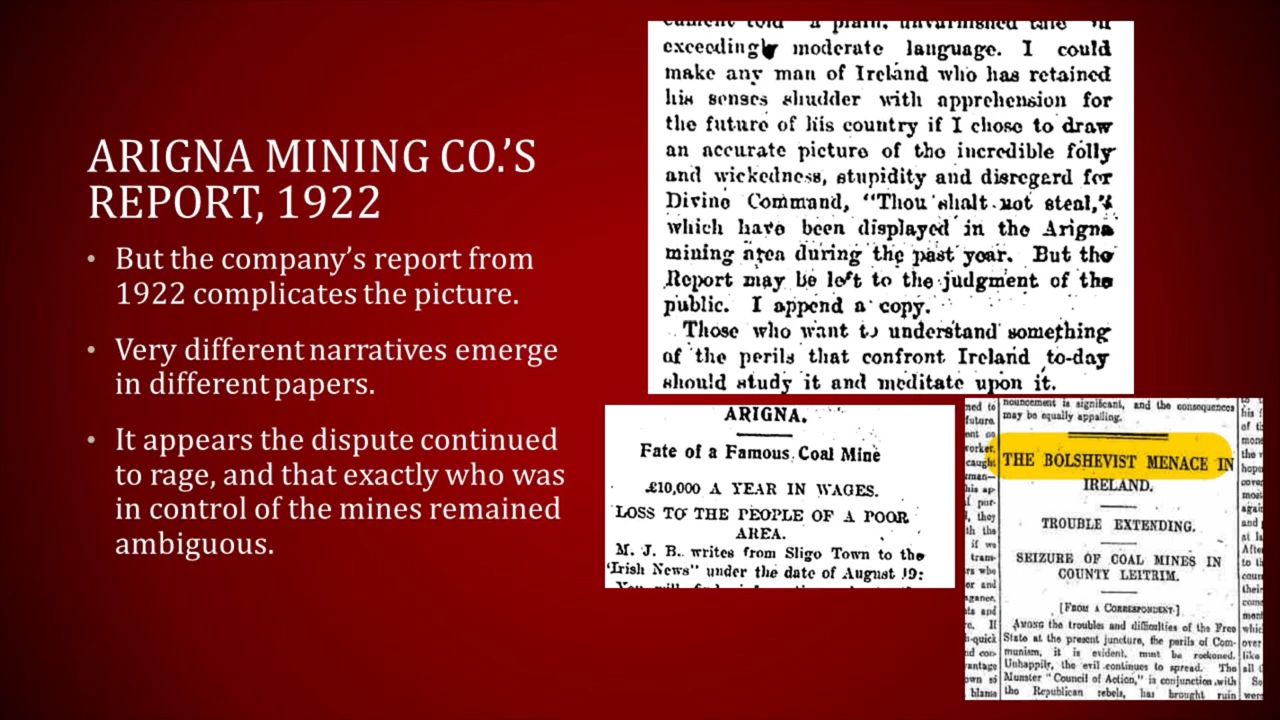 ARIGNA MINING CO.’S
REPORT, 1922
• But the company’s report from
1922 complicates the picture.
• Very different narratives emerge
in different papers.
• It appears the dispute continued
to rage, and that exactly who was
in control of the mines remained
ambiguous.
told "a plain, unvarnished tale in
exceedingly moderate language. I could
make any man of Ireland who has retained
his senses shudder with apprehension for
the future of his country if I chose to draw
an accurate picture of the incredible folly
and wickedness, stupidity and disregard for
Divine Command, “Thou shalt not steal,”
which have been displayed in the Arigna
mining area during the past year. But the
Report may be left to the judgment of the
public. I append a copy.
Those who want to understand something
of the perils that confront Ireland to-day
should study it and meditate upon it.
ARIGNA.
Fate of a Famous Coal Mine
£10,000 A YEAR IN WAGES.
LOSS TO THE PEOPLE OF A POOR
AREA.
M. J. B. writes from Sligo Town to the
"Irish News" under the date of August 19:
nouncement is significant, and the consequences
may be equally appalling.
THE BOLSHEVIST MENACE IN
IRELAND.
TROUBLE EXTENDING.
SEIZURE OF COAL MINES IN
COUNTY LEITRIM.
[FROM A CORRESPONDENT.]
AMONG the troubles and difficulties of the Free
State at the present juncture, the perils of Com-
munism, it is evident, must be reckoned.
Unhappily, the evil continues to spread. The
Munster "Council of Action," in conjunction with
the Republican rebels, has brought ruin